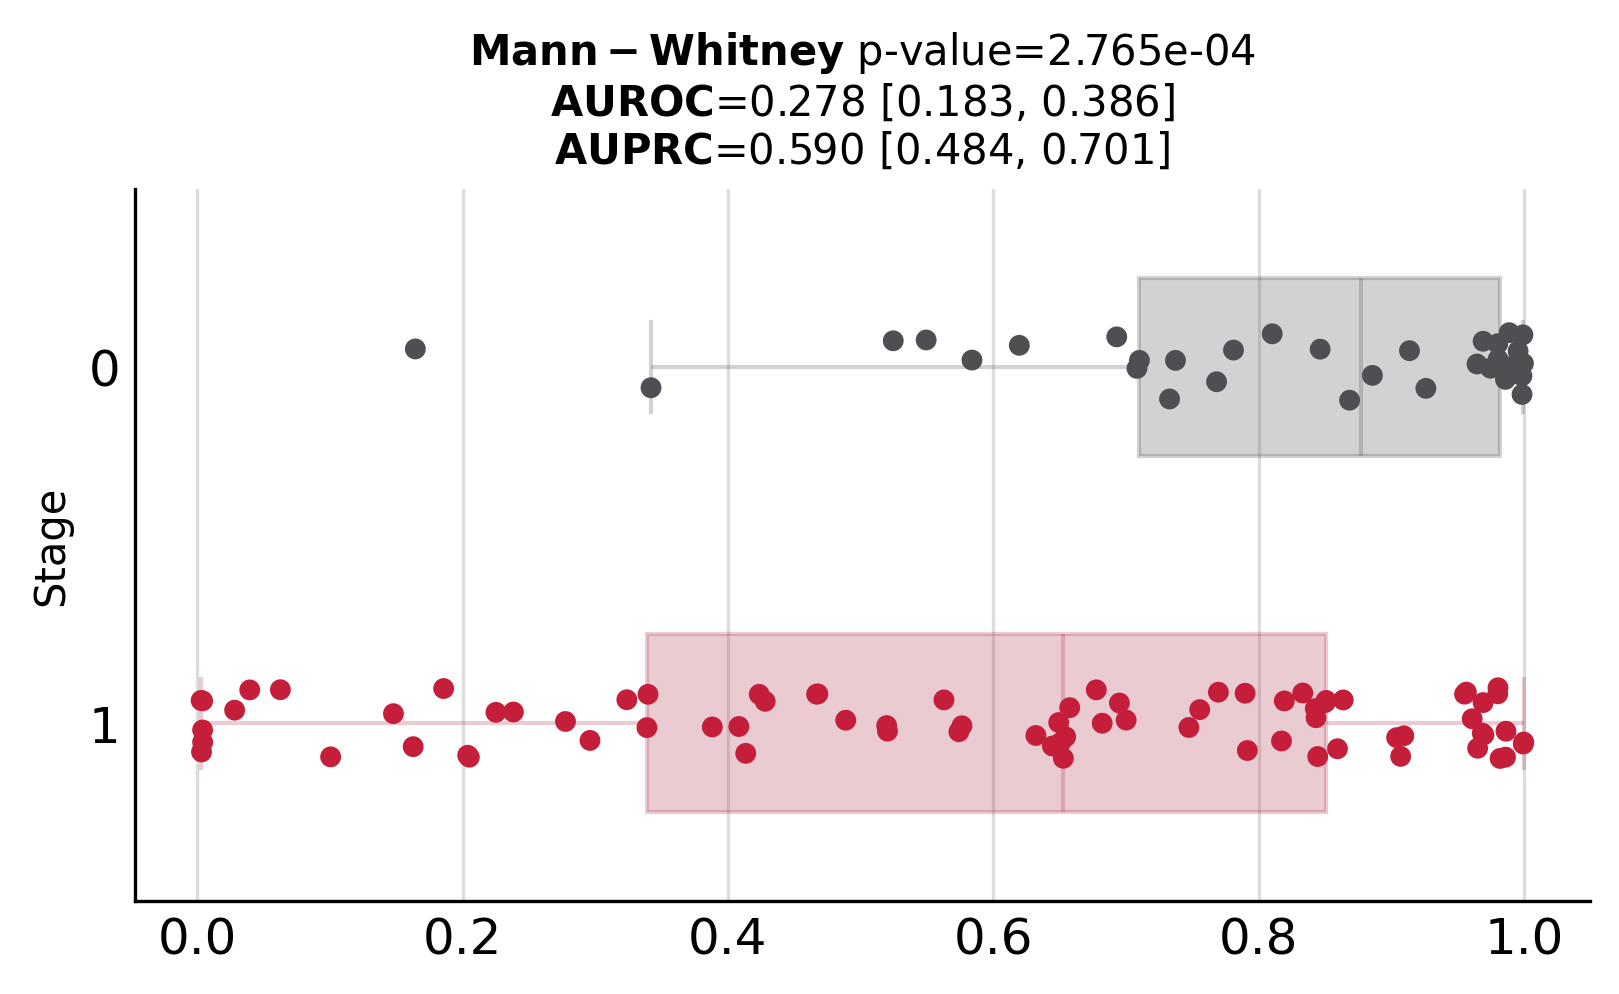 Mann − Whitney p-value=2.765e-04
AUROC=0.278 [0.183, 0.386]
AUPRC=0.590 [0.484, 0.701]
0
Stage
1
0.0 0.2 0.4 0.6 0.8 1.0